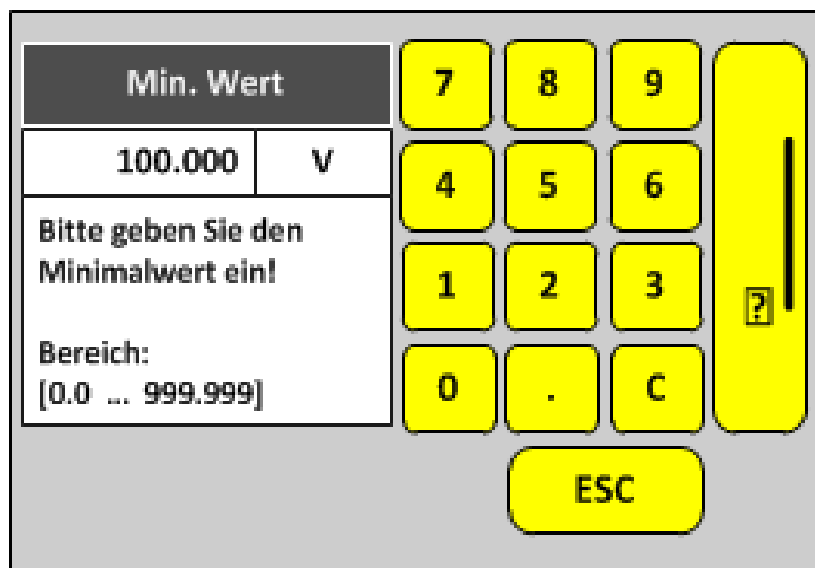 Min. Wert
100.000 V
Bitte geben Sie den
Minimalwert ein!
Bereich:
[0.0 ... 999.999]
7 8 9
4 5 6
1 2 3
0 . C
?
ESC